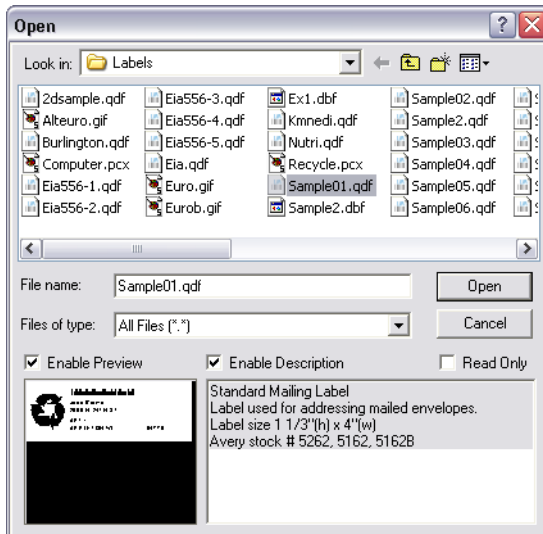 Open
Look in: Labels
2dsample.qdf Eia556-3.qdf Ex1.dbf Sample02.qdf
Alteuro.gif Eia556-4.qdf Kmnedi.qdf Sample2.qdf
Burlington.qdf Eia556-5.qdf Nutri.qdf Sample03.qdf
Computer.pcx Eia.qdf Recycle.pcx Sample04.qdf
Eia556-1.qdf Euro.gif Sample01.qdf Sample05.qdf
Eia556-2.qdf Eurob.gif Sample2.dbf Sample06.qdf
File name: Sample01.qdf Open
Files of type: All Files (*.*) Cancel
Enable Preview Enable Description Read Only
Standard Mailing Label
Label used for addressing mailed envelopes.
Label size 1 1/3"(h) x 4"(w)
Avery stock # 5262, 5162, 5162B